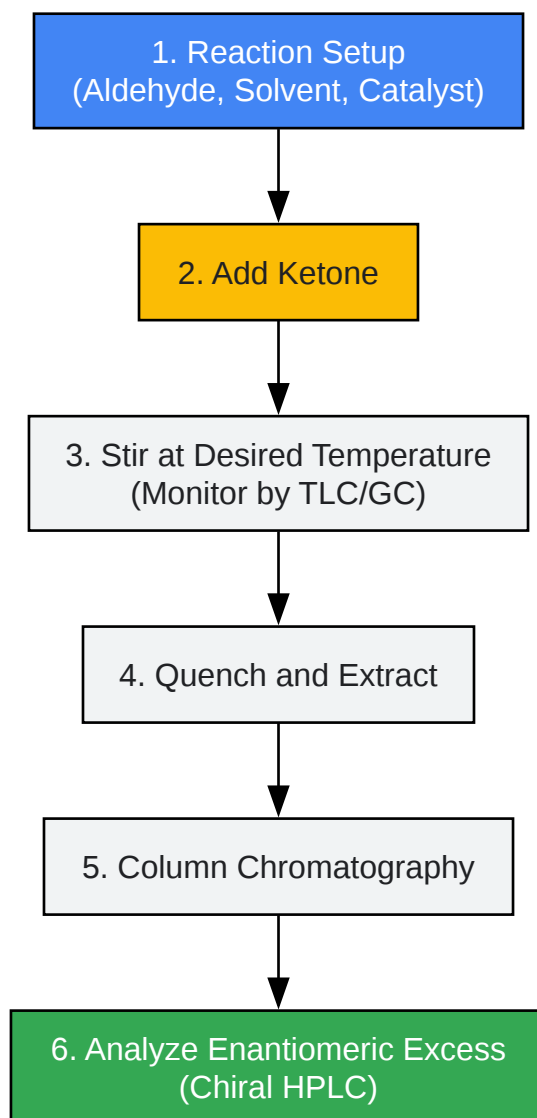 1. Reaction Setup
(Aldehyde, Solvent, Catalyst)
2. Add Ketone
3. Stir at Desired Temperature
(Monitor by TLC/GC)
4. Quench and Extract
5. Column Chromatography
6. Analyze Enantiomeric Excess
(Chiral HPLC)